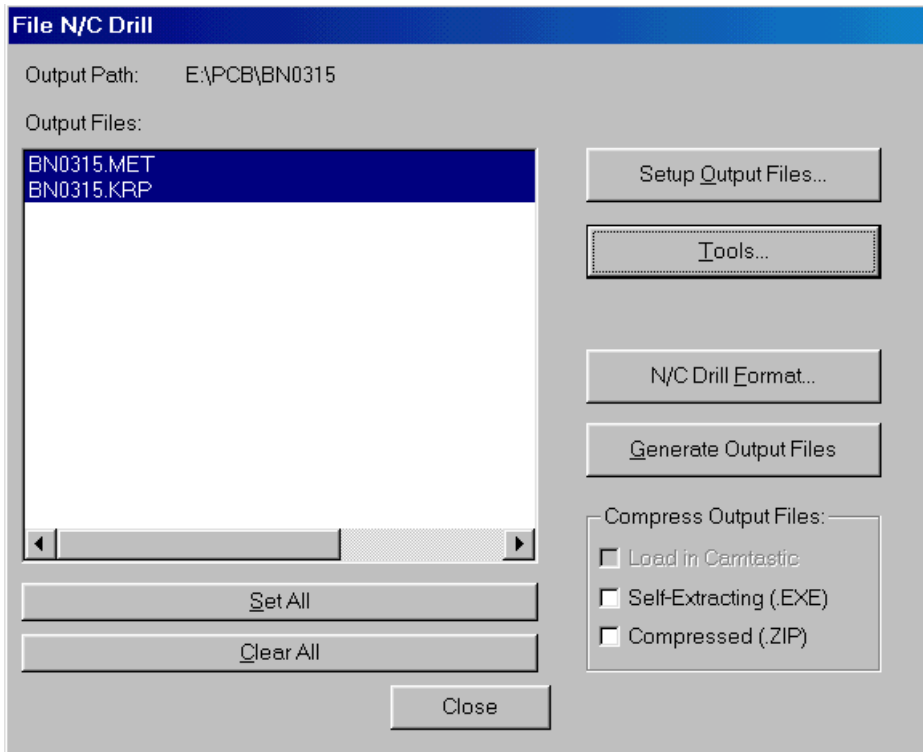 File N/C Drill
Output Path: E:\PCB\BN0315
Output Files:
BN0315.MET
BN0315.KRP
Setup Output Files...
Tools...
N/C Drill Format...
Generate Output Files
Compress Output Files:
Load in Camtastic
Self-Extracting (.EXE)
Compressed (.ZIP)
Set All
Clear All
Close